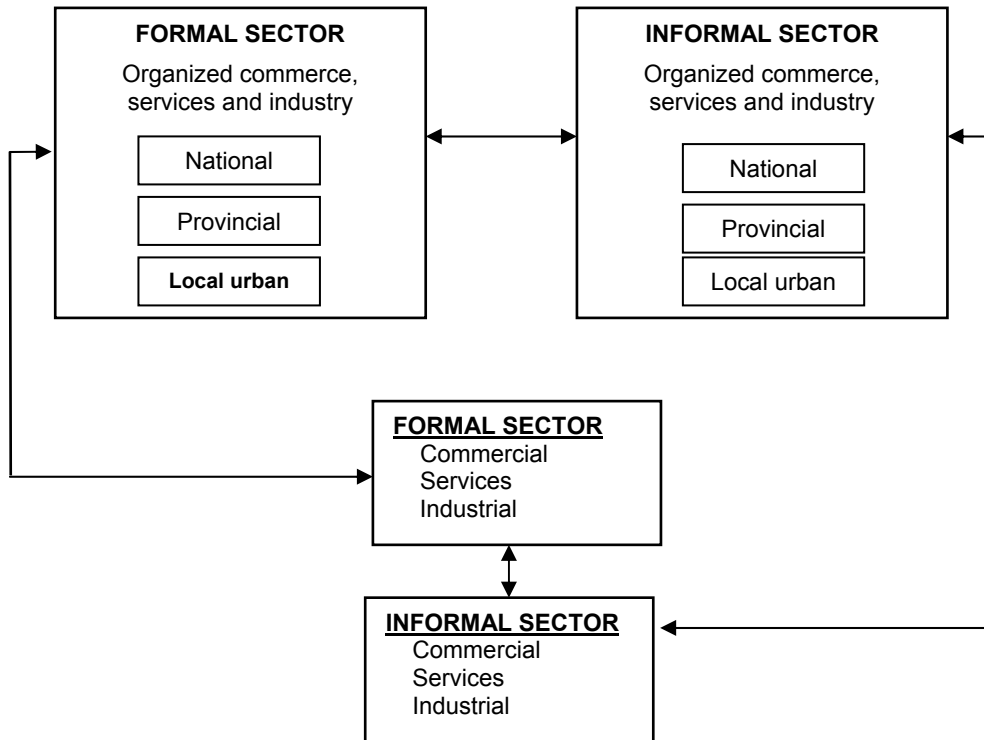 FORMAL SECTOR
Organized commerce,
services and industry
National
Provincial
Local urban
INFORMAL SECTOR
Organized commerce,
services and industry
National
Provincial
Local urban
FORMAL SECTOR
Commercial
Services
Industrial
INFORMAL SECTOR
Commercial
Services
Industrial